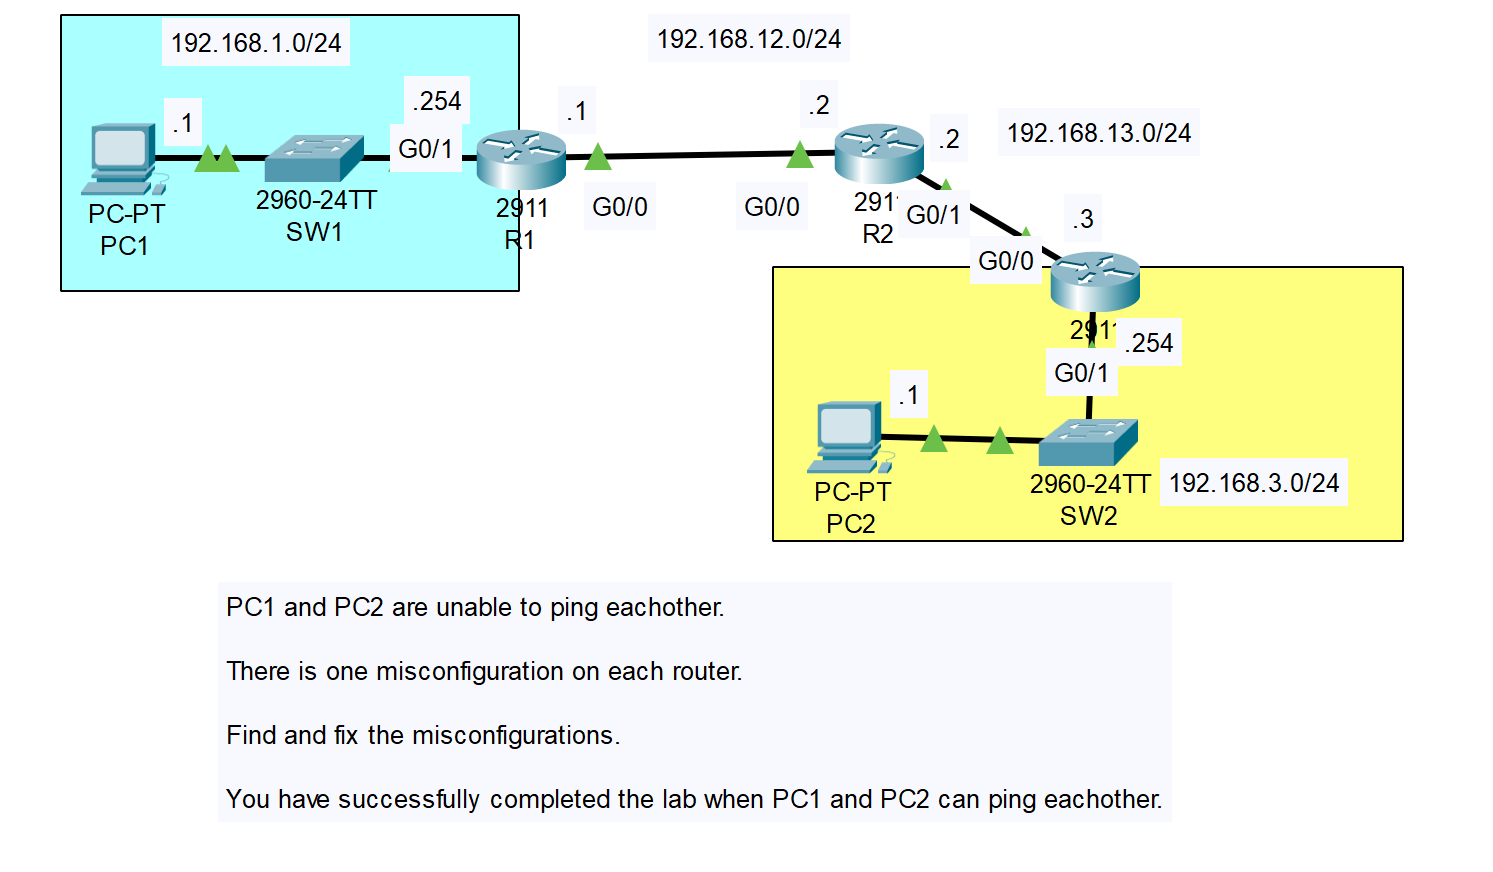 192.168.1.0/24
192.168.12.0/24
.254
.1
.2
.1
.2
192.168.13.0/24
G0/1
2960-24TT
SW1
PC-PT
PC1
2911
R1
G0/0
G0/0
291
R2
G0/1
.3
G0/0
2911
.254
G0/1
.1
PC-PT
PC2
2960-24TT
SW2
192.168.3.0/24
PC1 and PC2 are unable to ping eachother.
There is one misconfiguration on each router.
Find and fix the misconfigurations.
You have successfully completed the lab when PC1 and PC2 can ping eachother.